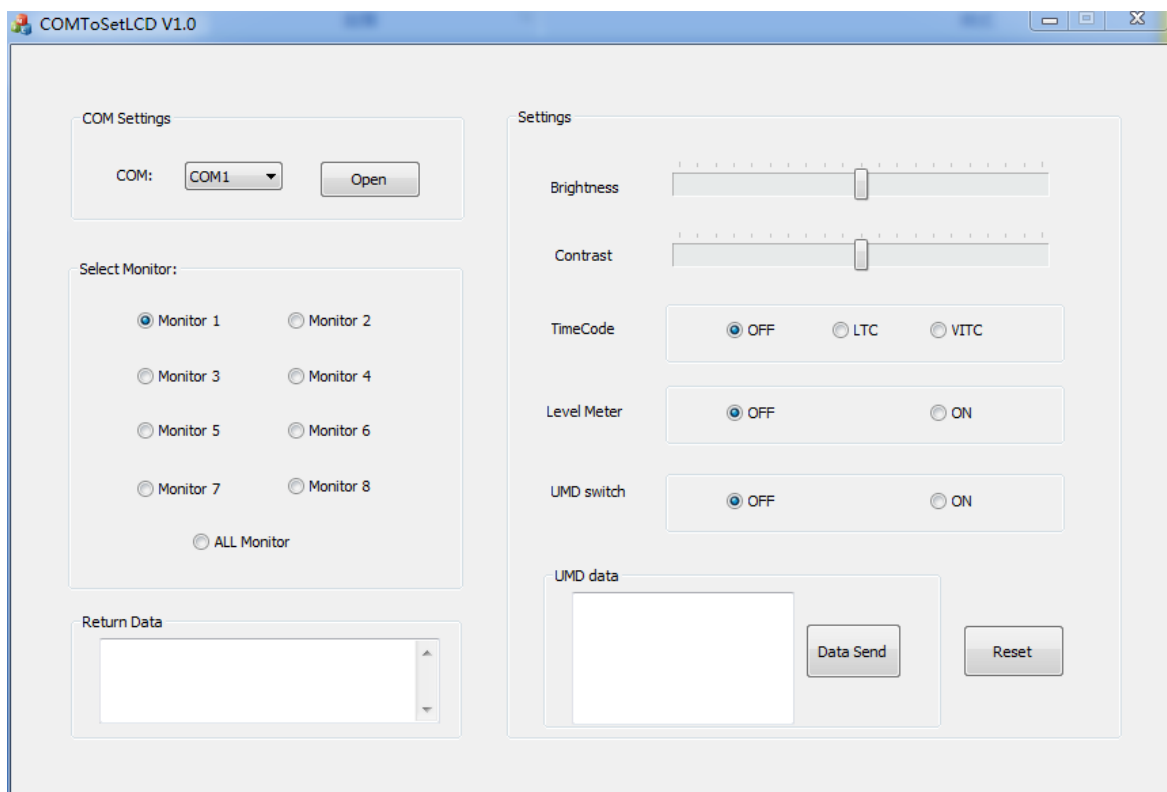 COMToSetLCD V1.0
COM Settings
COM:
COM1
Open
Select Monitor:
Monitor 1
Monitor 2
Monitor 3
Monitor 4
Monitor 5
Monitor 6
Monitor 7
Monitor 8
ALL Monitor
Return Data
Settings
Brightness
Contrast
TimeCode
OFF
LTC
VITC
Level Meter
OFF
ON
UMD switch
OFF
ON
UMD data
Data Send
Reset